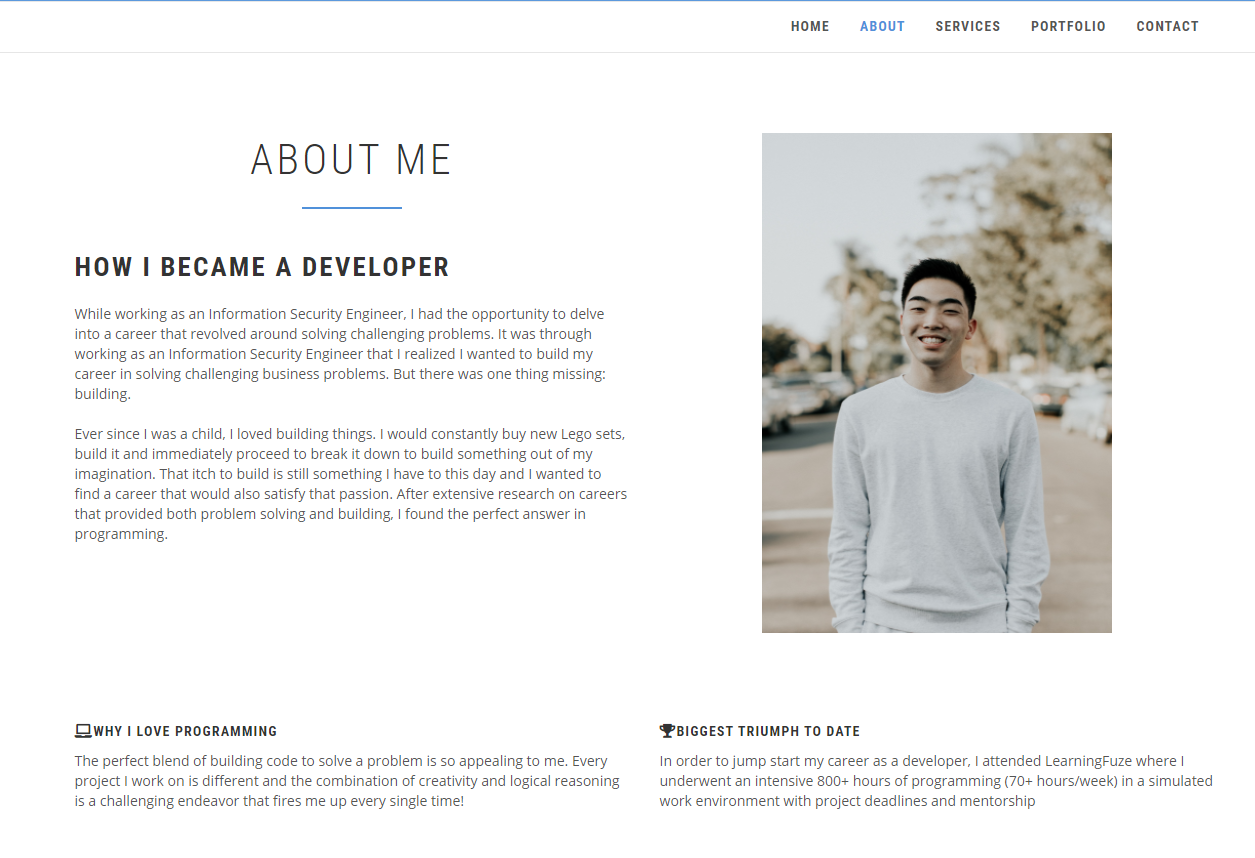 HOME ABOUT SERVICES PORTFOLIO CONTACT
ABOUT ME
HOW I BECAME A DEVELOPER
While working as an Information Security Engineer, I had the opportunity to delve
into a career that revolved around solving challenging problems. It was through
working as an Information Security Engineer that I realized I wanted to build my
career in solving challenging business problems. But there was one thing missing:
building.
Ever since I was a child, I loved building things. I would constantly buy new Lego sets,
build it and immediately proceed to break it down to build something out of my
imagination. That itch to build is still something I have to this day and I wanted to
find a career that would also satisfy that passion. After extensive research on careers
that provided both problem solving and building, I found the perfect answer in
programming.
WHY I LOVE PROGRAMMING
The perfect blend of building code to solve a problem is so appealing to me. Every
project I work on is different and the combination of creativity and logical reasoning
is a challenging endeavor that fires me up every single time!
BIGGEST TRIUMPH TO DATE
In order to jump start my career as a developer, I attended LearningFuze where I
underwent an intensive 800+ hours of programming (70+ hours/week) in a simulated
work environment with project deadlines and mentorship